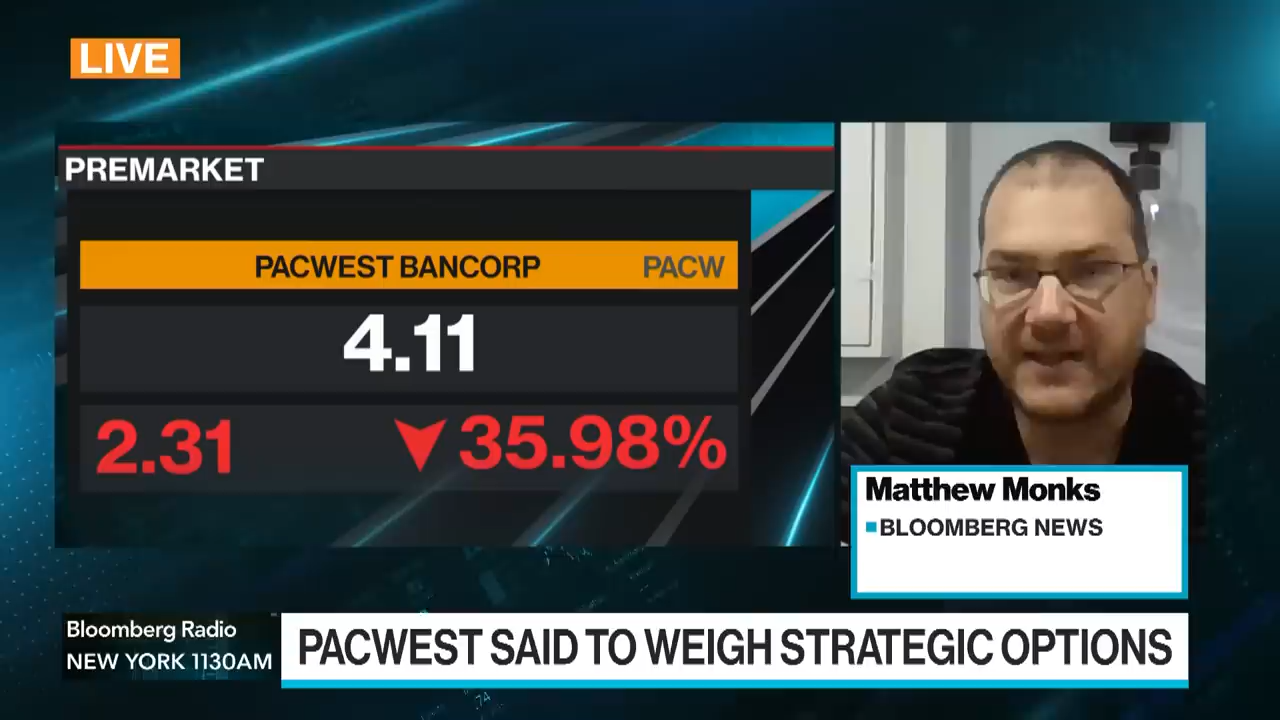 LIVE
PREMARKET
PACWEST BANCORP PACW
4.11
2.31 35.98%
Matthew Monks
BLOOMBERG NEWS
Bloomberg Radio
NEW YORK 1130AM
PACWEST SAID TO WEIGH STRATEGIC OPTIONS
74